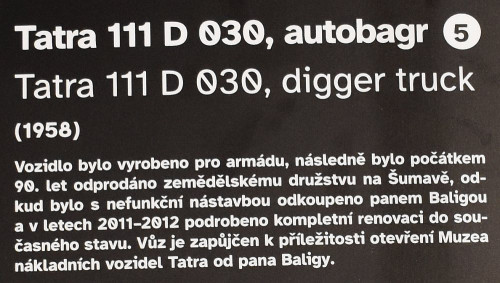 Tatra 111 D 030, autobagr 5
Tatra 111 D 030, digger truck
(1958)
Vozidlo bylo vyrobeno pro armádu, následně bylo počátkem
90. let odprodáno zemědělskému družstvu na Šumavě, od-
kud bylo s nefunkční nástavbou odkoupeno panem Baligou
a v letech 2011–2012 podrobeno kompletní renovaci do sou-
časného stavu. Vůz je zapůjčen k příležitosti otevření Muzea
nákladních vozidel Tatra od pana Baligy.